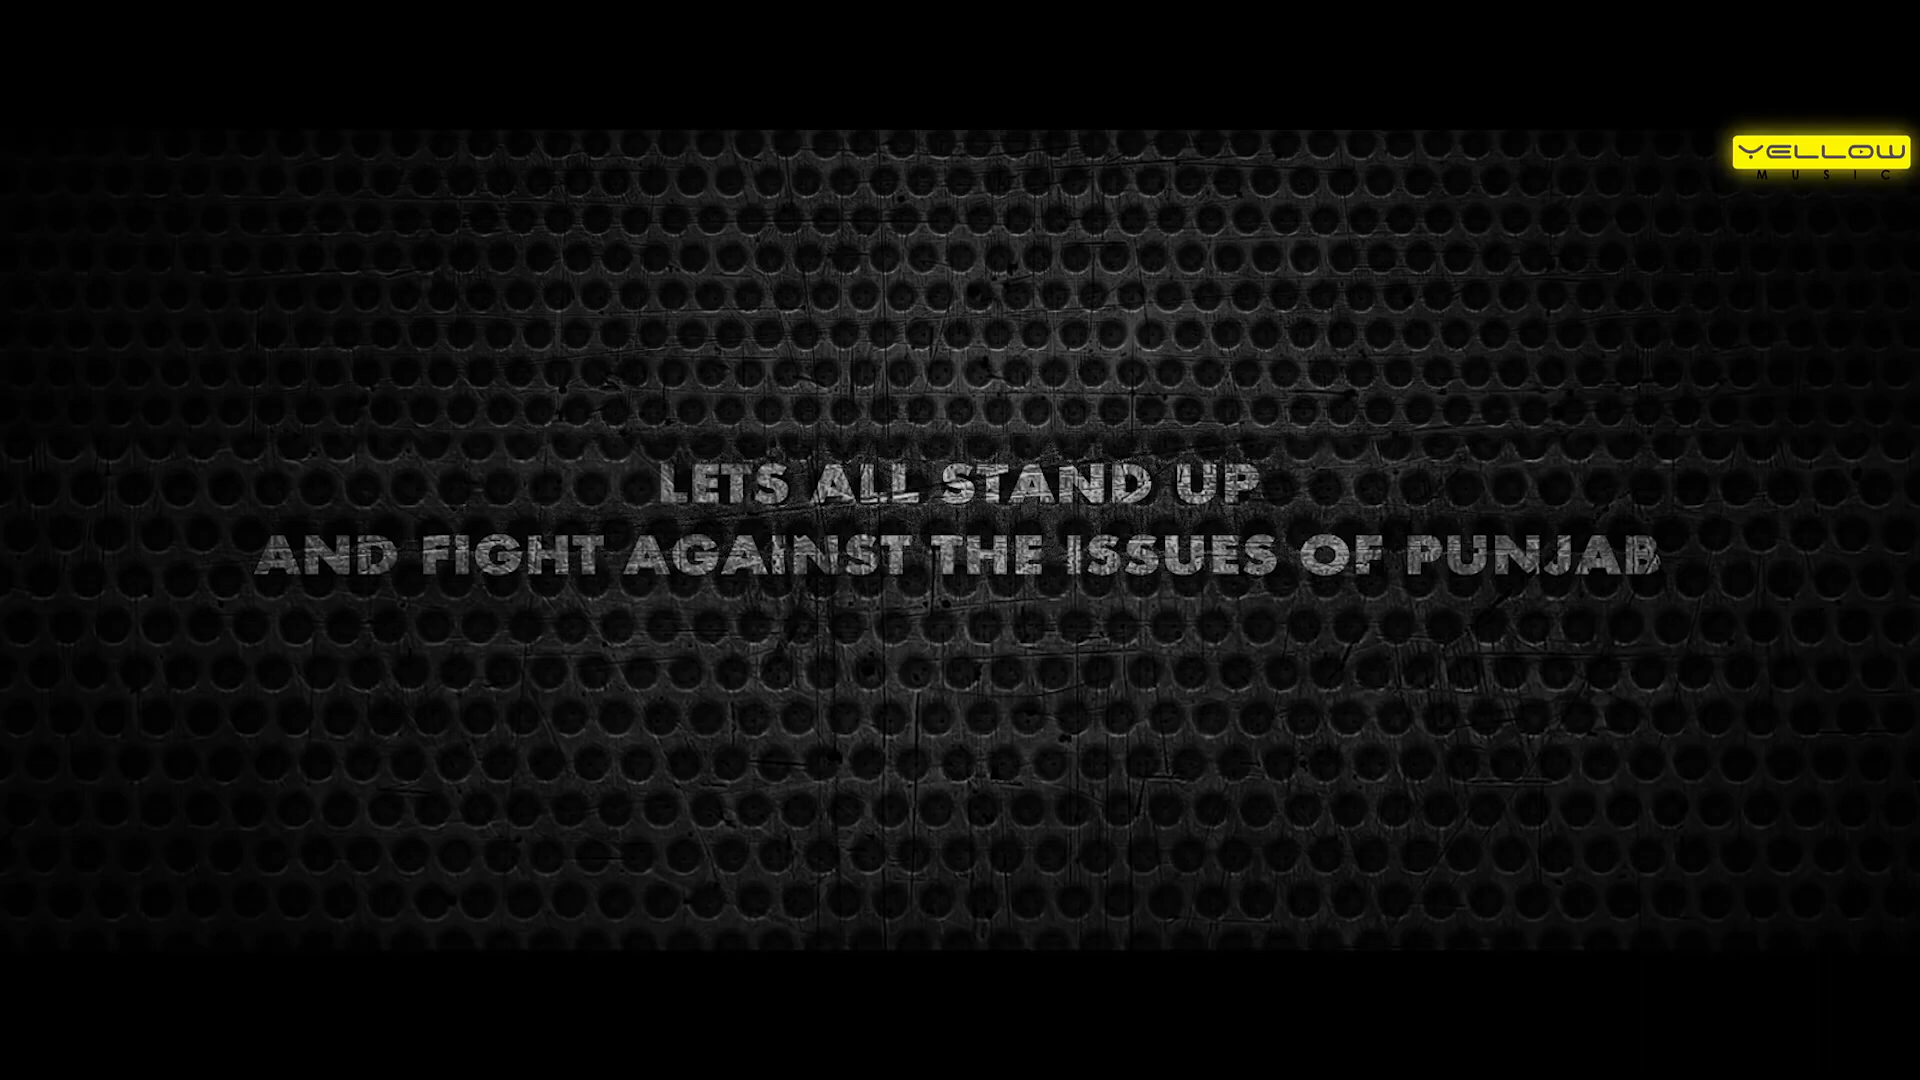 YELLOW
MUSIC
LETS ALL STAND UP
AND FIGHT AGAINST THE ISSUES OF PUNJAB